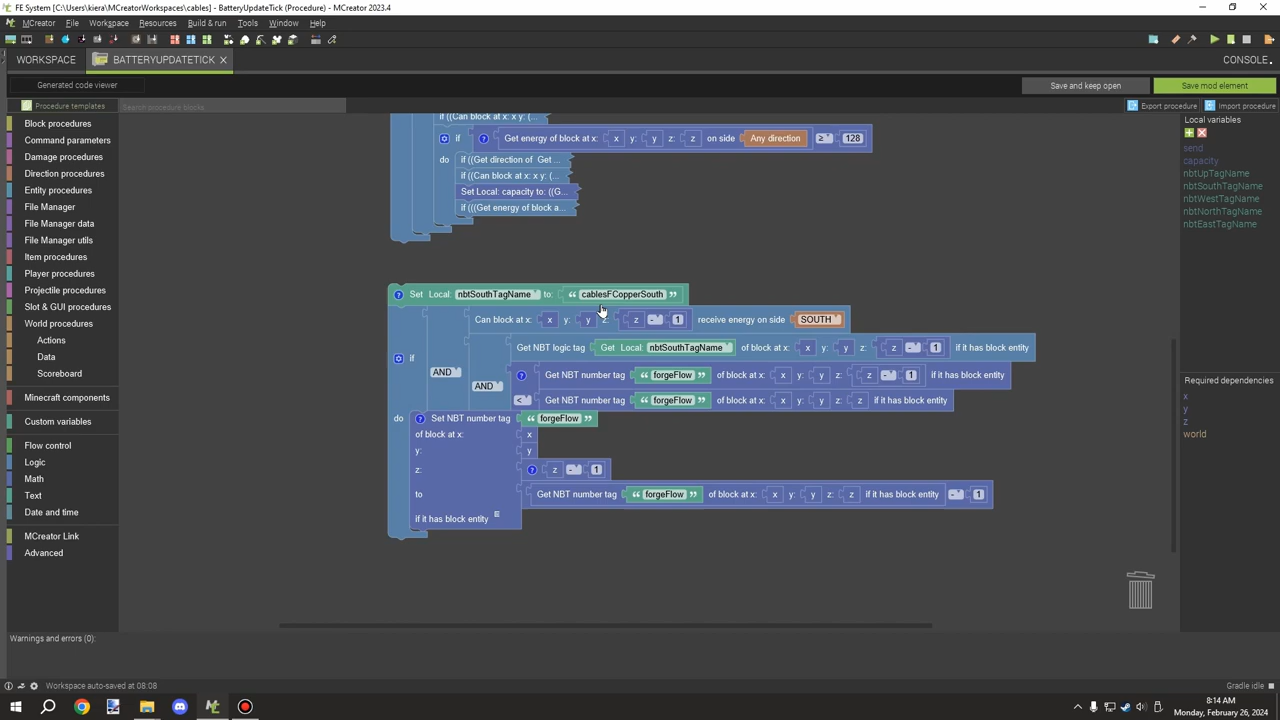 FE System [C:\Users\kiera\MCreatorWorkspaces\cables] - BatteryUpdateTick (Procedure) - MCreator 2023.4
MCreator File Workspace Resources Build & run Tools Window Help
WORKSPACE BATTERYUPDATETICK CONSOLE
Generated code viewer Save and keep open Save mod element
Procedure templates Search procedure blocks Export procedure Import procedure
Block procedures
Command procedures
Damage procedures
Direction procedures
Entity procedures
File Manager
File Manager data
File Manager utils
Item procedures
Player procedures
Projectile procedures
Slot & GUI procedures
World procedures
Actions
Data
Scoreboard
Minecraft components
Custom variables
Flow control
Logic
Math
Text
Date and time
MCreator Link
Advanced
if ((Can block at x: x y: (...
if Get energy of block at x: x y: y z: z on side Any direction ≥ 128
do if ((Get direction of Get ...
if ((Can block at x: x y: (...
Set Local: capacity to: ((G...
if (((Get energy of block a...
Set Local: nbtSouthTagName to: “ cablesFCopperSouth ”
Can block at x: x y: y z: z - 1 receive energy on side SOUTH
if AND AND
Get NBT logic tag Get Local: nbtSouthTagName of block at x: x y: y z: z - 1 if it has block entity
Get NBT number tag “ forgeFlow ” of block at x: x y: y z: z - 1 if it has block entity
< Get NBT number tag “ forgeFlow ” of block at x: x y: y z: z if it has block entity
do Set NBT number tag “ forgeFlow ”
of block at x: x
y: y
z: z - 1
to Get NBT number tag “ forgeFlow ” of block at x: x y: y z: z if it has block entity - 1
if it has block entity
Local variables
send
capacity
nbtUpTagName
nbtSouthTagName
nbtWestTagName
nbtNorthTagName
nbtEastTagName
Required dependencies
x
y
z
world
Warnings and errors (0):
Workspace auto-saved at 08:08 Gradle idle
8:14 AM
Monday, February 26, 2024